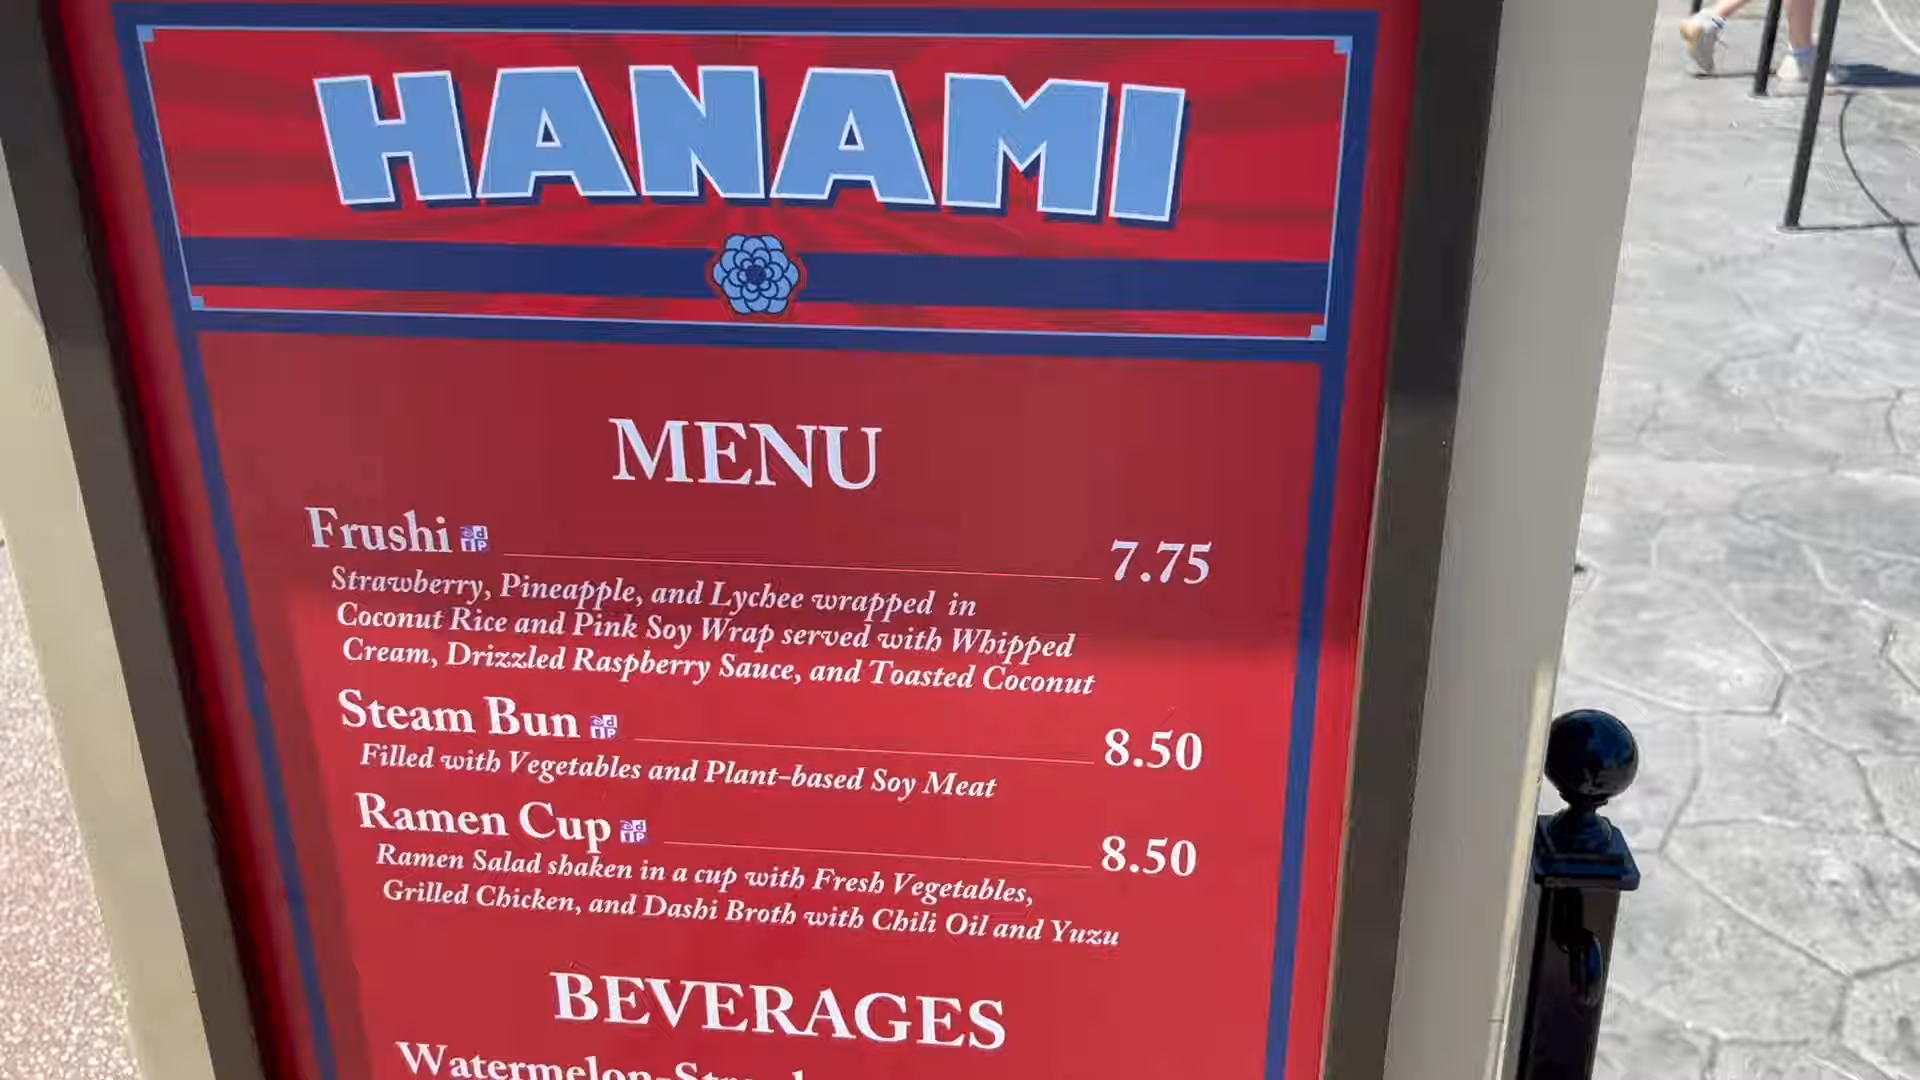 HANAMI
MENU
Frushi 7.75
Strawberry, Pineapple, and Lychee wrapped in
Coconut Rice and Pink Soy Wrap served with Whipped
Cream, Drizzled Raspberry Sauce, and Toasted Coconut
Steam Bun 8.50
Filled with Vegetables and Plant-based Soy Meat
Ramen Cup 8.50
Ramen Salad shaken in a cup with Fresh Vegetables,
Grilled Chicken, and Dashi Broth with Chili Oil and Yuzu
BEVERAGES